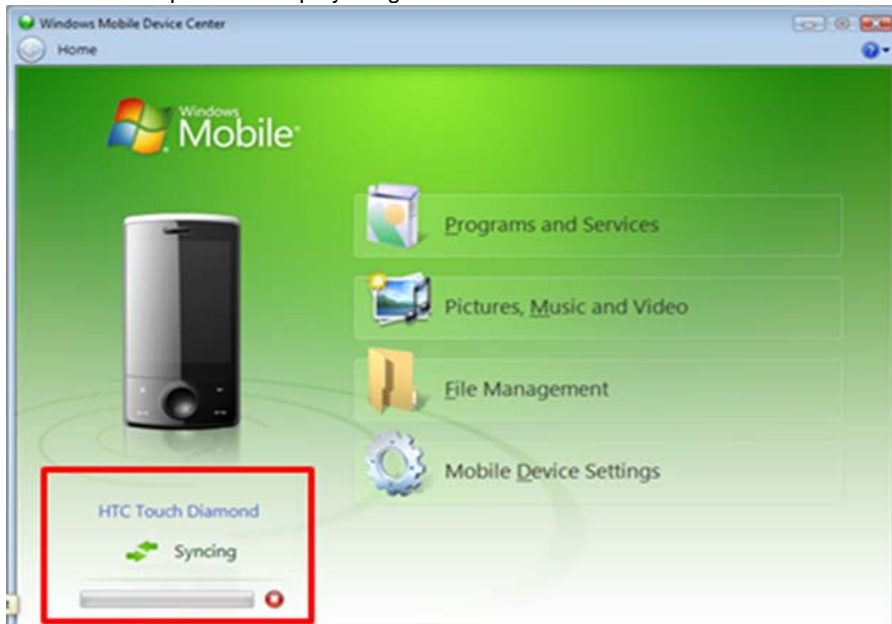 Windows Mobile Device Center
Home
Windows
Mobile
Programs and Services
Pictures, Music and Video
File Management
Mobile Device Settings
HTC Touch Diamond
Syncing